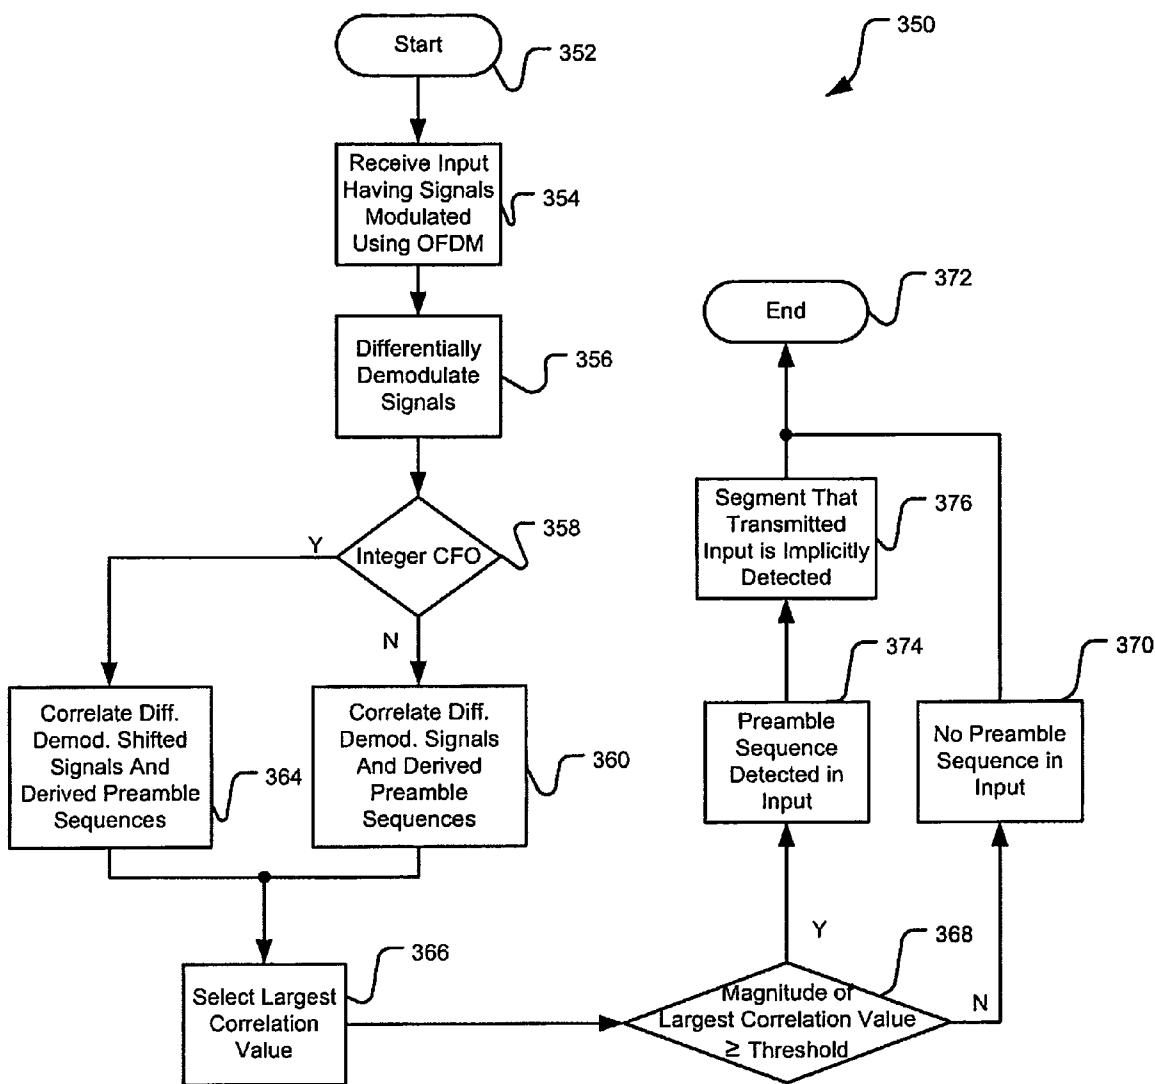 350
Start
352
Receive Input
Having Signals
Modulated
Using OFDM
354
Differentially
Demodulate
Signals
356
Integer CFO
358
Y
N
Correlate Diff.
Demod. Shifted
Signals And
Derived Preamble
Sequences
364
Correlate Diff.
Demod. Signals
And Derived
Preamble
Sequences
360
Select Largest
Correlation
Value
366
Magnitude of
Largest Correlation Value
≥ Threshold
368
Y
N
Preamble
Sequence
Detected in
Input
374
No Preamble
Sequence in
Input
370
Segment That
Transmitted
Input is Implicitly
Detected
376
End
372